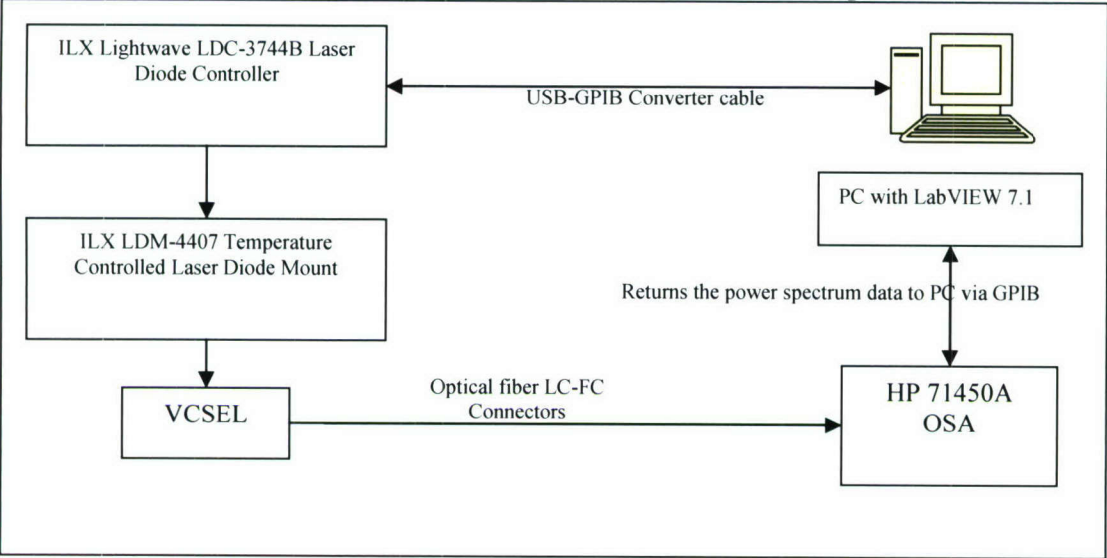 ILX Lightwave LDC-3744B Laser
Diode Controller
USB-GPIB Converter cable
PC with LabVIEW 7.1
ILX LDM-4407 Temperature
Controlled Laser Diode Mount
Returns the power spectrum data to PC via GPIB
Optical fiber LC-FC
Connectors
VCSEL
HP 71450A
OSA